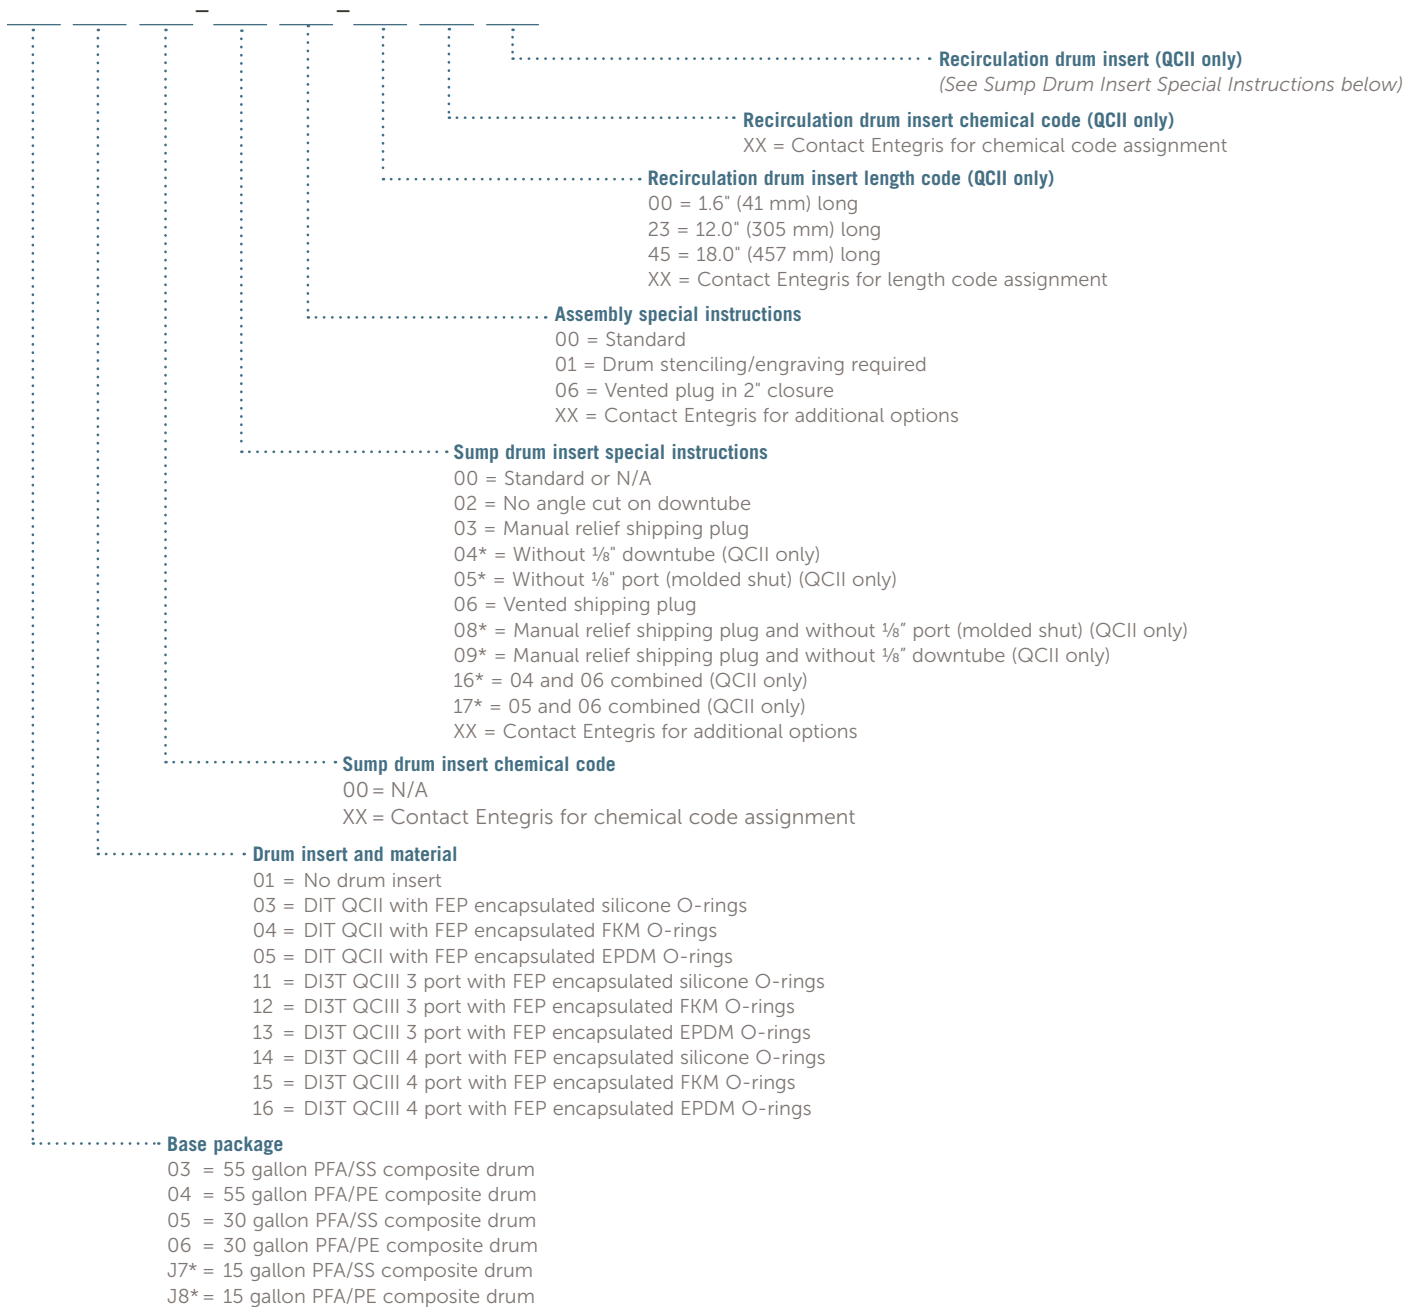 – –
Recirculation drum insert (QCII only)
(See Sump Drum Insert Special Instructions below)
Recirculation drum insert chemical code (QCII only)
XX = Contact Entegris for chemical code assignment
Recirculation drum insert length code (QCII only)
00 = 1.6" (41 mm) long
23 = 12.0" (305 mm) long
45 = 18.0" (457 mm) long
XX = Contact Entegris for length code assignment
Assembly special instructions
00 = Standard
01 = Drum stenciling/engraving required
06 = Vented plug in 2" closure
XX = Contact Entegris for additional options
Sump drum insert special instructions
00 = Standard or N/A
02 = No angle cut on downtube
03 = Manual relief shipping plug
04* = Without ⅛" downtube (QCII only)
05* = Without ⅛" port (molded shut) (QCII only)
06 = Vented shipping plug
08* = Manual relief shipping plug and without ⅛″ port (molded shut) (QCII only)
09* = Manual relief shipping plug and without ⅛″ downtube (QCII only)
16* = 04 and 06 combined (QCII only)
17* = 05 and 06 combined (QCII only)
XX = Contact Entegris for additional options
Sump drum insert chemical code
00 = N/A
XX = Contact Entegris for chemical code assignment
Drum insert and material
01 = No drum insert
03 = DIT QCII with FEP encapsulated silicone O-rings
04 = DIT QCII with FEP encapsulated FKM O-rings
05 = DIT QCII with FEP encapsulated EPDM O-rings
11 = DI3T QCIII 3 port with FEP encapsulated silicone O-rings
12 = DI3T QCIII 3 port with FEP encapsulated FKM O-rings
13 = DI3T QCIII 3 port with FEP encapsulated EPDM O-rings
14 = DI3T QCIII 4 port with FEP encapsulated silicone O-rings
15 = DI3T QCIII 4 port with FEP encapsulated FKM O-rings
16 = DI3T QCIII 4 port with FEP encapsulated EPDM O-rings
Base package
03 = 55 gallon PFA/SS composite drum
04 = 55 gallon PFA/PE composite drum
05 = 30 gallon PFA/SS composite drum
06 = 30 gallon PFA/PE composite drum
J7* = 15 gallon PFA/SS composite drum
J8* = 15 gallon PFA/PE composite drum